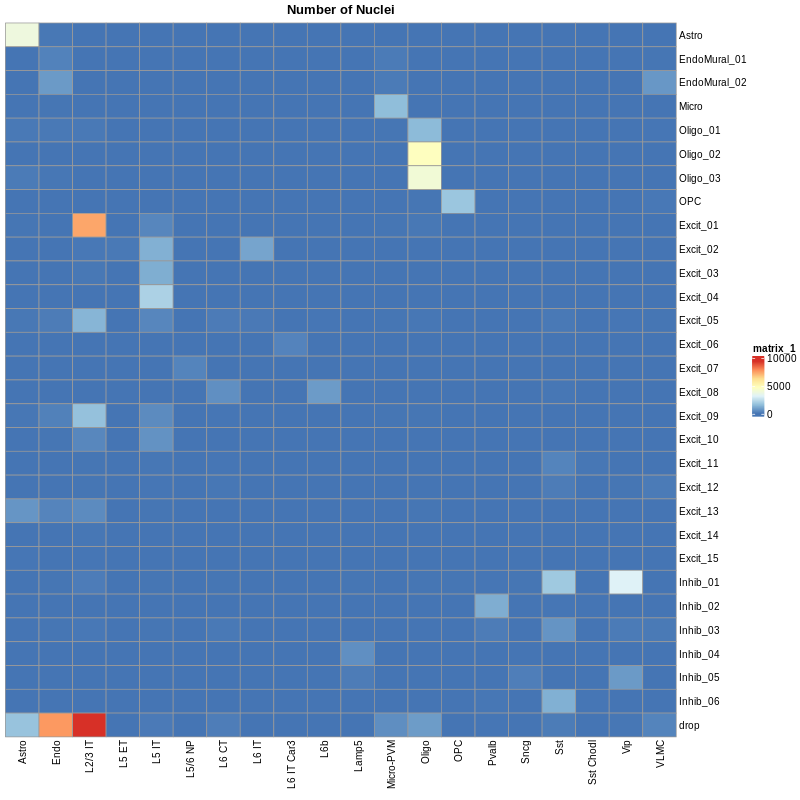 Number of Nuclei
Astro
EndoMural_01
EndoMural_02
Micro
Oligo_01
Oligo_02
Oligo_03
OPC
Excit_01
Excit_02
Excit_03
Excit_04
Excit_05
Excit_06
Excit_07
Excit_08
Excit_09
Excit_10
Excit_11
Excit_12
Excit_13
Excit_14
Excit_15
Inhib_01
Inhib_02
Inhib_03
Inhib_04
Inhib_05
Inhib_06
drop
matrix_1
10000
5000
0
Astro
Endo
L2/3 IT
L5 ET
L5 IT
L5/6 NP
L6 CT
L6 IT
L6 IT Car3
L6b
Lamp5
Micro-PVM
Oligo
OPC
Pvalb
Sncg
Sst
Sst Chodl
Vip
VLMC